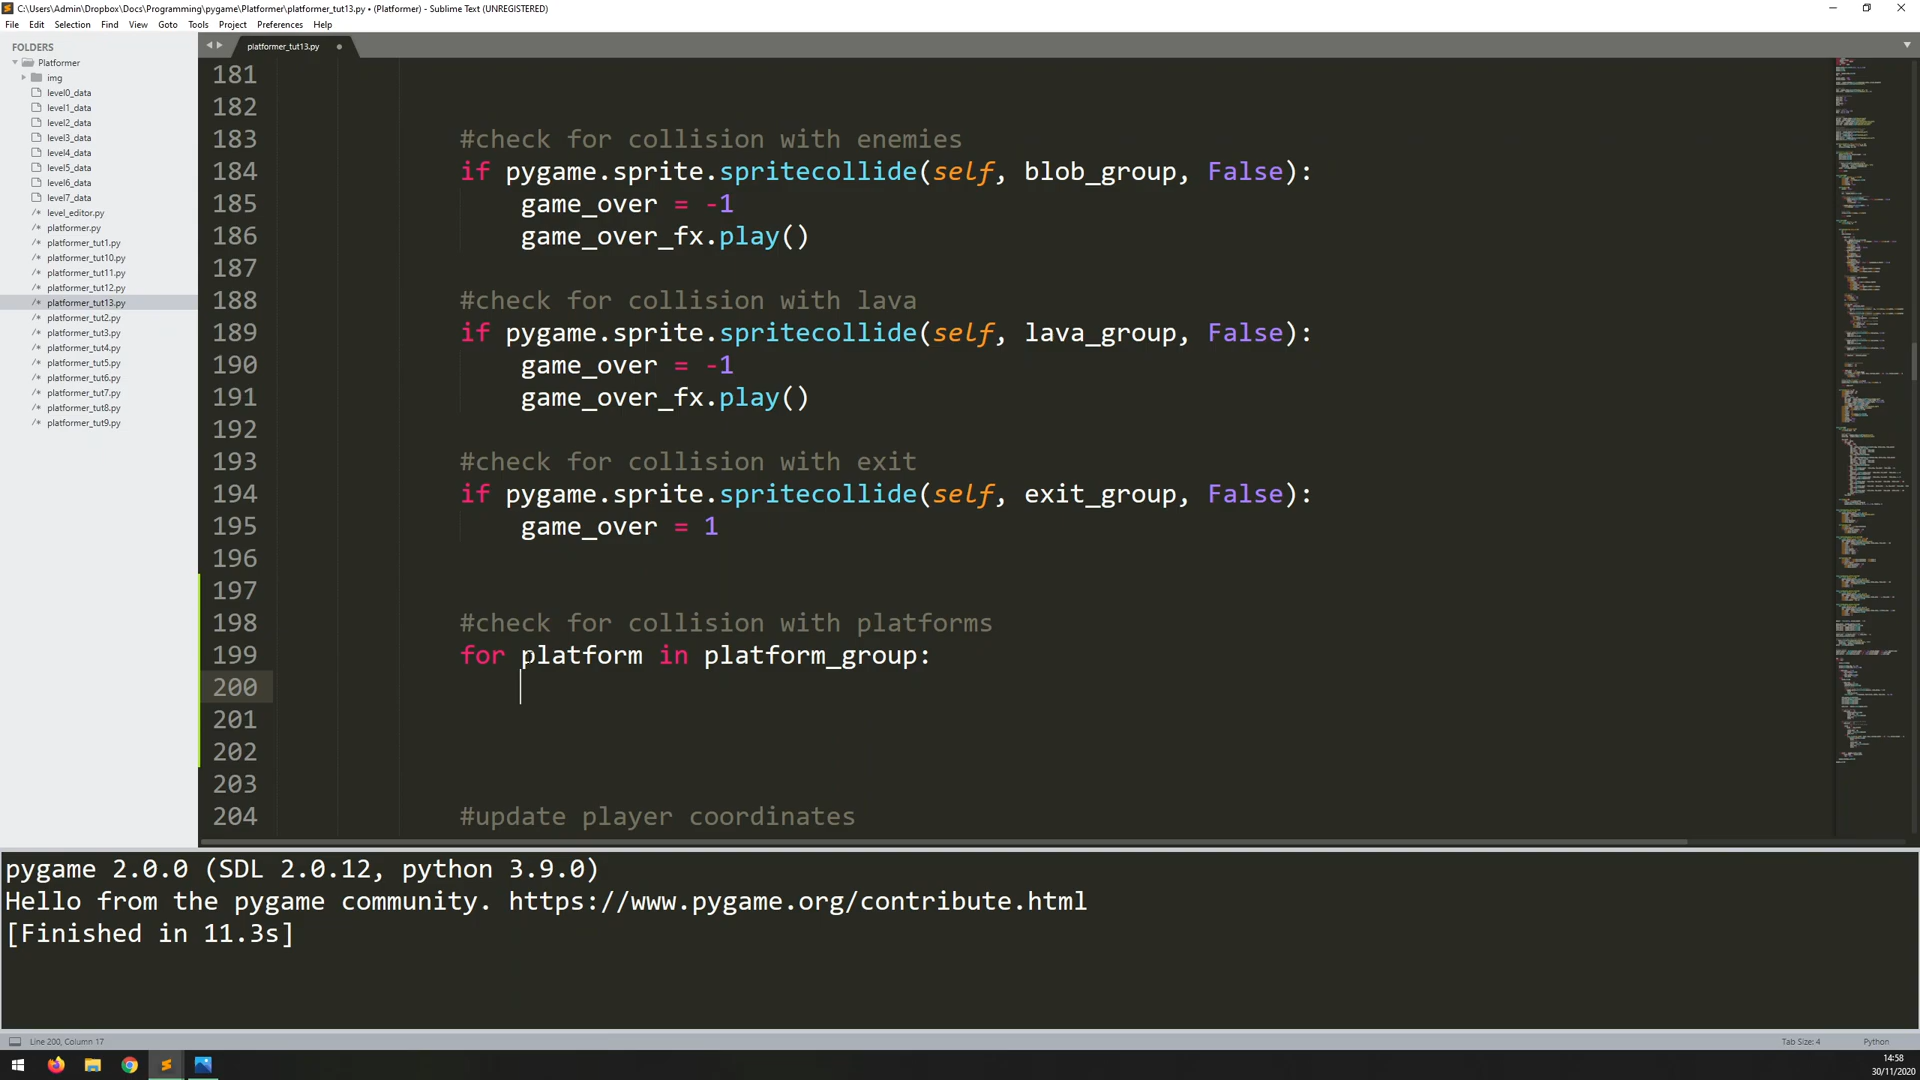 C:\Users\Admin\Dropbox\Docs\Programming\pygame\Platformer\platformer_tut13.py • (Platformer) - Sublime Text (UNREGISTERED)
File Edit Selection Find View Goto Tools Project Preferences Help
FOLDERS
Platformer
img
level0_data
level1_data
level2_data
level3_data
level4_data
level5_data
level6_data
level7_data
level_editor.py
platformer.py
platformer_tut1.py
platformer_tut10.py
platformer_tut11.py
platformer_tut12.py
platformer_tut13.py
platformer_tut2.py
platformer_tut3.py
platformer_tut4.py
platformer_tut5.py
platformer_tut6.py
platformer_tut7.py
platformer_tut8.py
platformer_tut9.py
platformer_tut13.py
181
182
183 #check for collision with enemies
184 if pygame.sprite.spritecollide(self, blob_group, False):
185 game_over = -1
186 game_over_fx.play()
187
188 #check for collision with lava
189 if pygame.sprite.spritecollide(self, lava_group, False):
190 game_over = -1
191 game_over_fx.play()
192
193 #check for collision with exit
194 if pygame.sprite.spritecollide(self, exit_group, False):
195 game_over = 1
196
197
198 #check for collision with platforms
199 for platform in platform_group:
200
201
202
203
204 #update player coordinates
pygame 2.0.0 (SDL 2.0.12, python 3.9.0)
Hello from the pygame community. https://www.pygame.org/contribute.html
[Finished in 11.3s]
Line 200, Column 17
Tab Size: 4
Python
14:58
30/11/2020